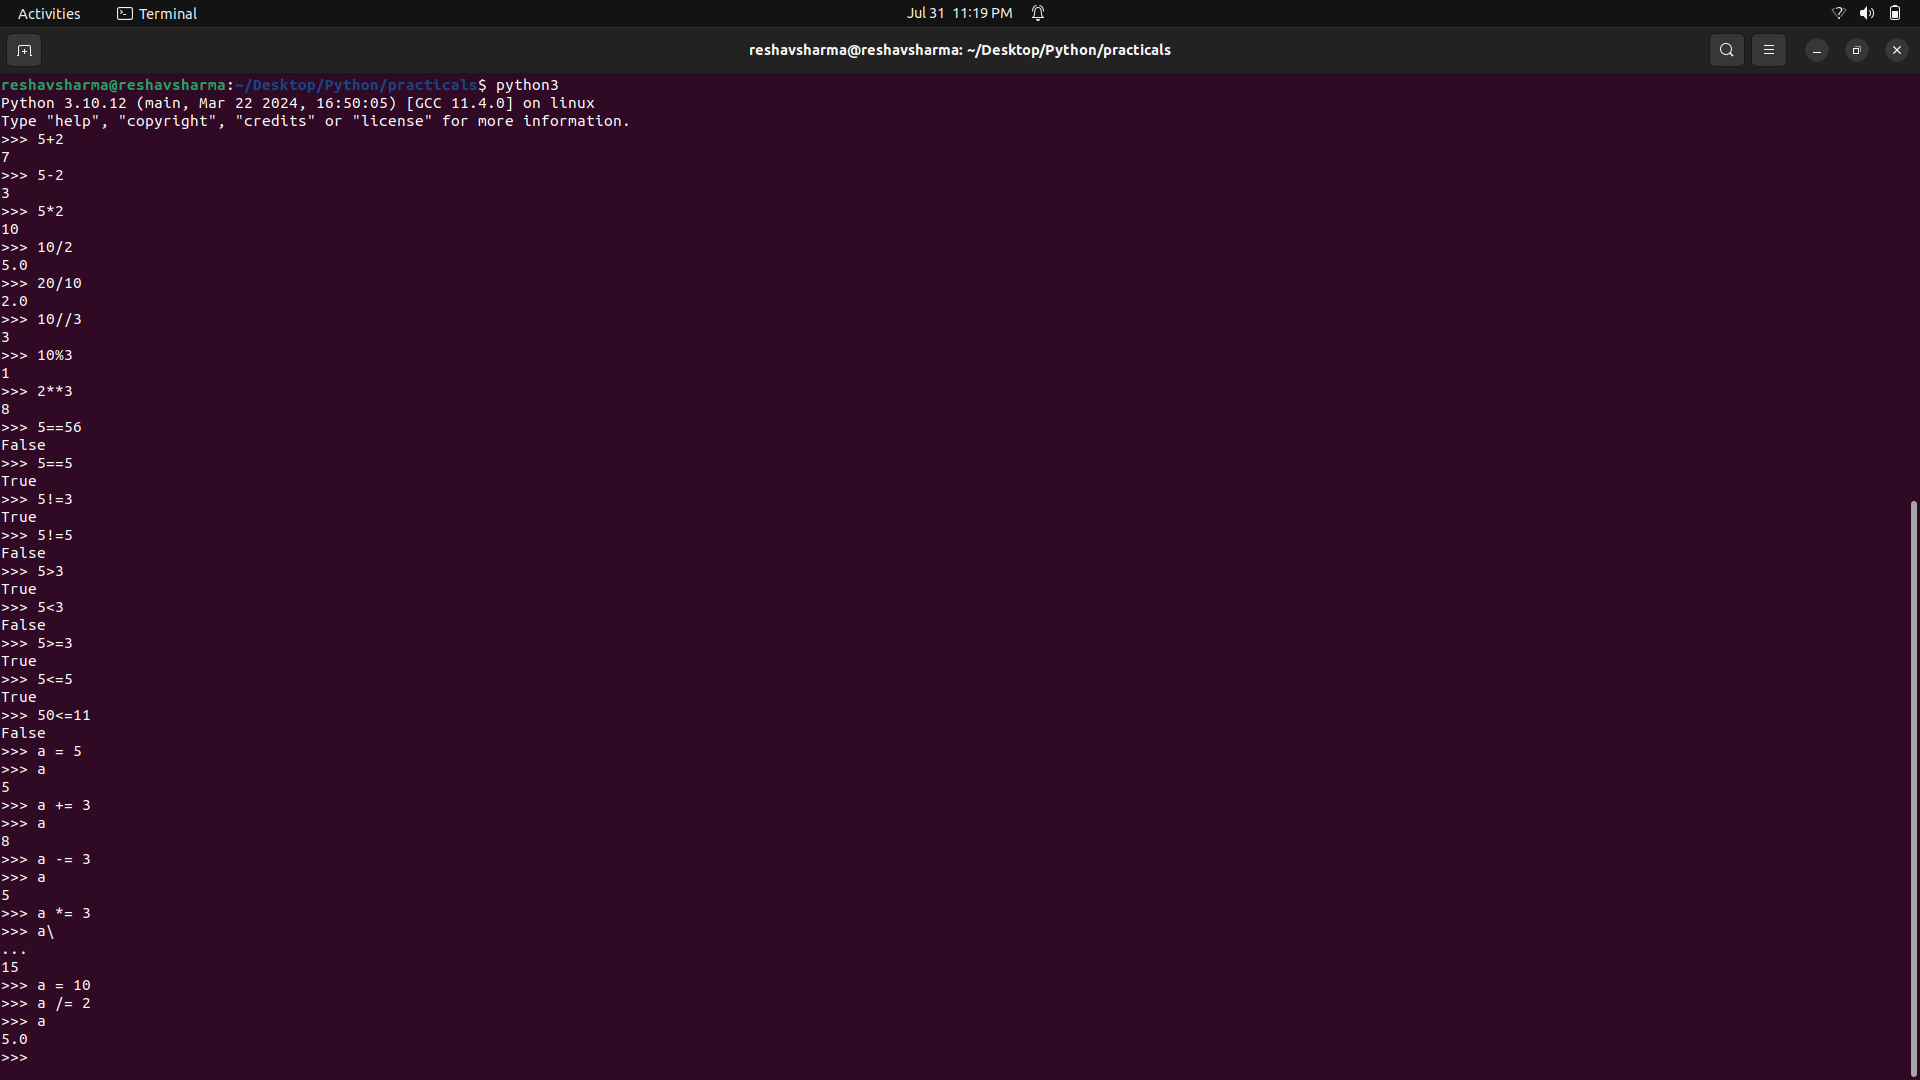 Activities Terminal Jul 31 11:19 PM
reshavsharma@reshavsharma: ~/Desktop/Python/practicals
reshavsharma@reshavsharma:~/Desktop/Python/practicals$ python3
Python 3.10.12 (main, Mar 22 2024, 16:50:05) [GCC 11.4.0] on linux
Type "help", "copyright", "credits" or "license" for more information.
>>> 5+2
7
>>> 5-2
3
>>> 5*2
10
>>> 10/2
5.0
>>> 20/10
2.0
>>> 10//3
3
>>> 10%3
1
>>> 2**3
8
>>> 5==56
False
>>> 5==5
True
>>> 5!=3
True
>>> 5!=5
False
>>> 5>3
True
>>> 5<3
False
>>> 5>=3
True
>>> 5<=5
True
>>> 50<=11
False
>>> a = 5
>>> a
5
>>> a += 3
>>> a
8
>>> a -= 3
>>> a
5
>>> a *= 3
>>> a\
...
15
>>> a = 10
>>> a /= 2
>>> a
5.0
>>>